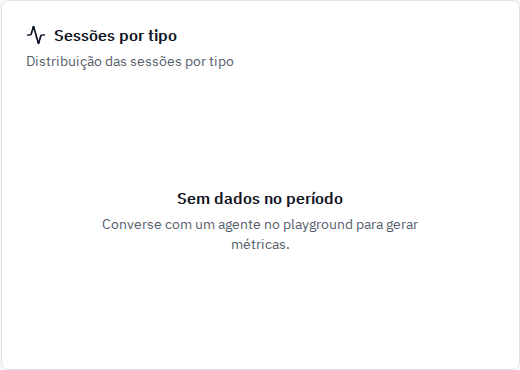 Sessões por tipo
Distribuição das sessões por tipo
Sem dados no período
Converse com um agente no playground para gerar
métricas.